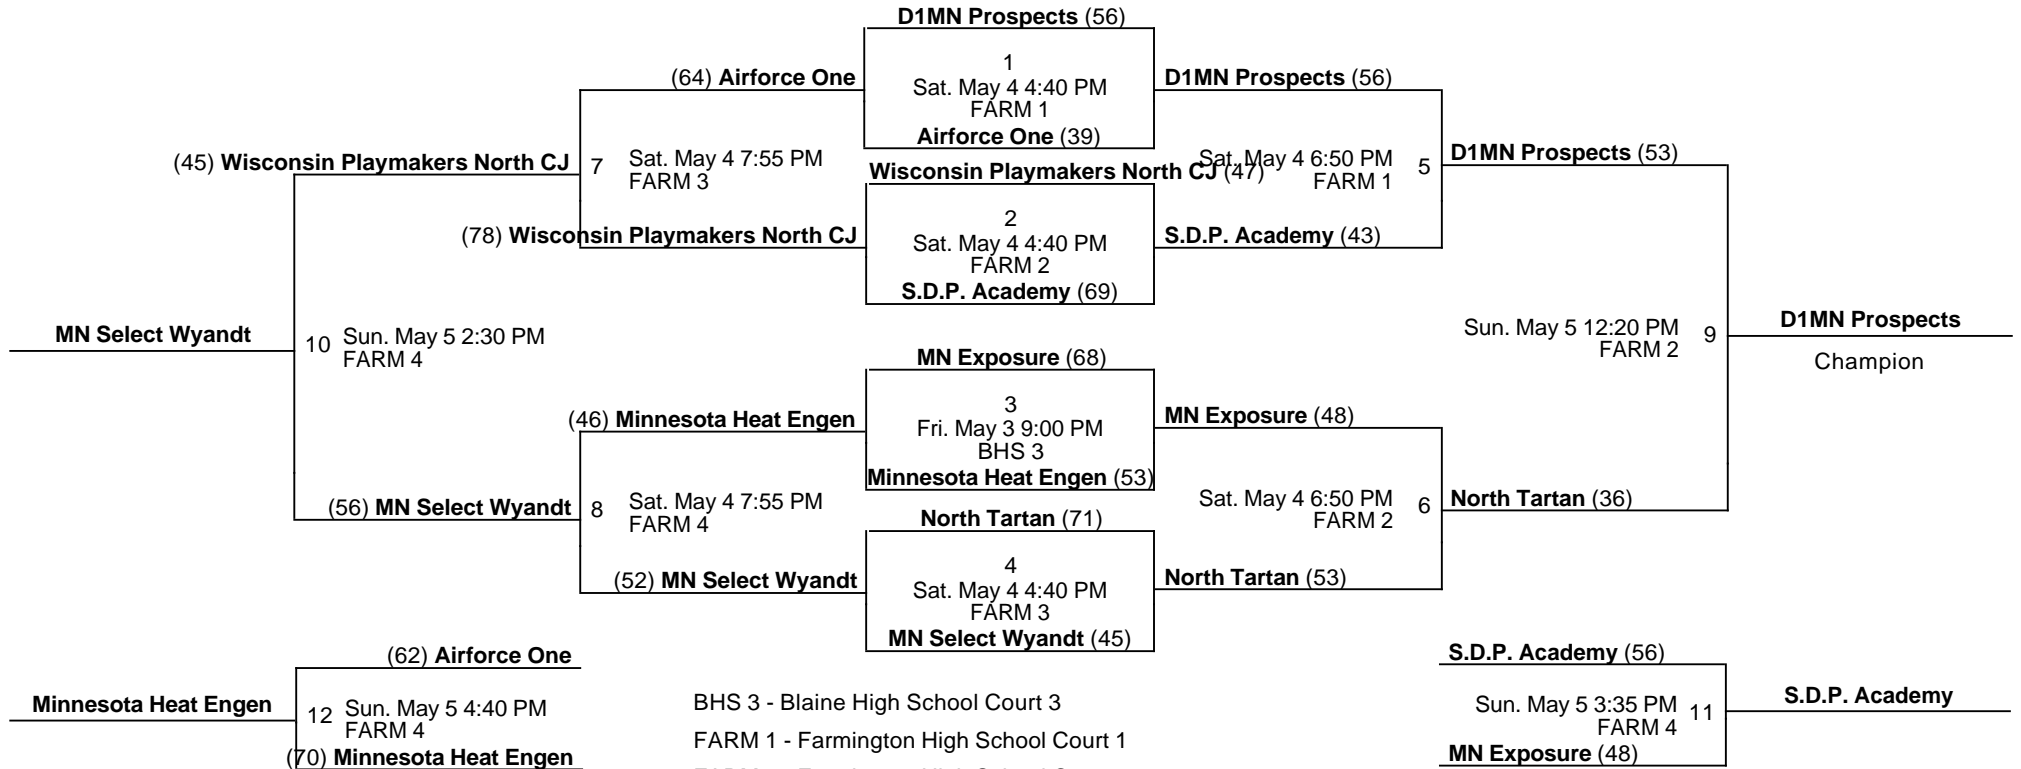 D1MN Prospects (56)
1
Sat. May 4 4:40 PM
FARM 1
Airforce One (39)
(64) Airforce One
D1MN Prospects (56)
(45) Wisconsin Playmakers North CJ
7
Sat. May 4 7:55 PM
FARM 3
Sat. May 4 6:50 PM
FARM 1
5
D1MN Prospects (53)
Wisconsin Playmakers North CJ (47)
2
Sat. May 4 4:40 PM
FARM 2
S.D.P. Academy (69)
(78) Wisconsin Playmakers North CJ
S.D.P. Academy (43)
MN Select Wyandt
10
Sun. May 5 2:30 PM
FARM 4
Sun. May 5 12:20 PM
FARM 2
9
D1MN Prospects
Champion
MN Exposure (68)
3
Fri. May 3 9:00 PM
BHS 3
Minnesota Heat Engen (53)
(46) Minnesota Heat Engen
MN Exposure (48)
(56) MN Select Wyandt
8
Sat. May 4 7:55 PM
FARM 4
Sat. May 4 6:50 PM
FARM 2
6
North Tartan (36)
North Tartan (71)
4
Sat. May 4 4:40 PM
FARM 3
MN Select Wyandt (45)
(52) MN Select Wyandt
North Tartan (53)
(62) Airforce One
Minnesota Heat Engen
12
Sun. May 5 4:40 PM
FARM 4
(70) Minnesota Heat Engen
BHS 3 - Blaine High School Court 3
FARM 1 - Farmington High School Court 1
S.D.P. Academy (56)
Sun. May 5 3:35 PM
FARM 4
11
S.D.P. Academy
MN Exposure (48)